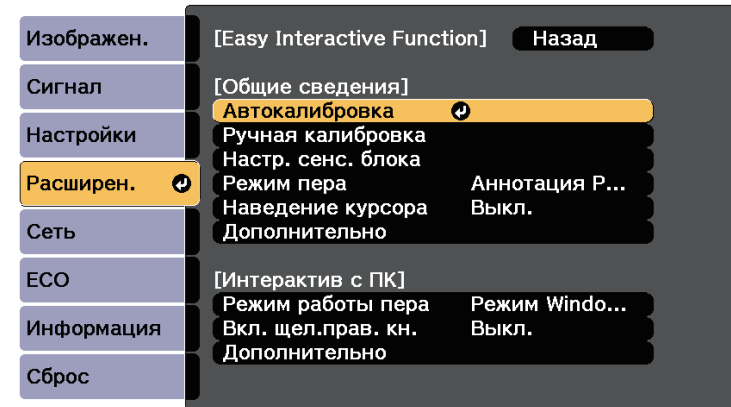 Изображен.
Сигнал
Настройки
Расширен.
Сеть
ECO
Информация
Сброс
[Easy Interactive Function] Назад
[Общие сведения]
Автокалибровка
Ручная калибровка
Настр. сенс. блока
Режим пера Аннотация P...
Наведение курсора Выкл.
Дополнительно
[Интерактив с ПК]
Режим работы пера Режим Windo...
Вкл. щел.прав. кн. Выкл.
Дополнительно